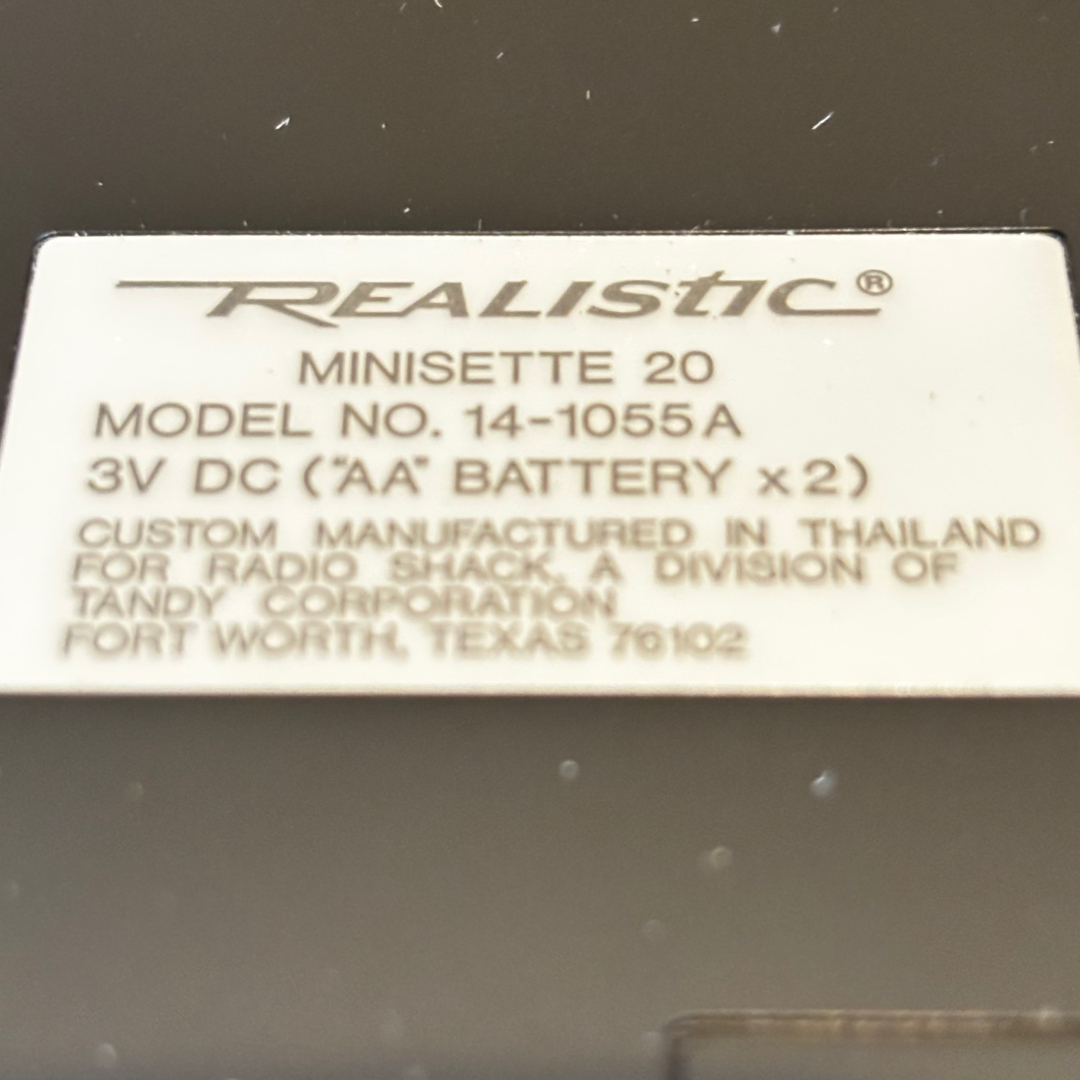 REALISTIC®
MINISETTE 20
MODEL NO. 14-1055A
3V DC ("AA" BATTERY x2)
CUSTOM MANUFACTURED IN THAILAND
FOR RADIO SHACK, A DIVISION OF
TANDY CORPORATION
FORT WORTH, TEXAS 76102